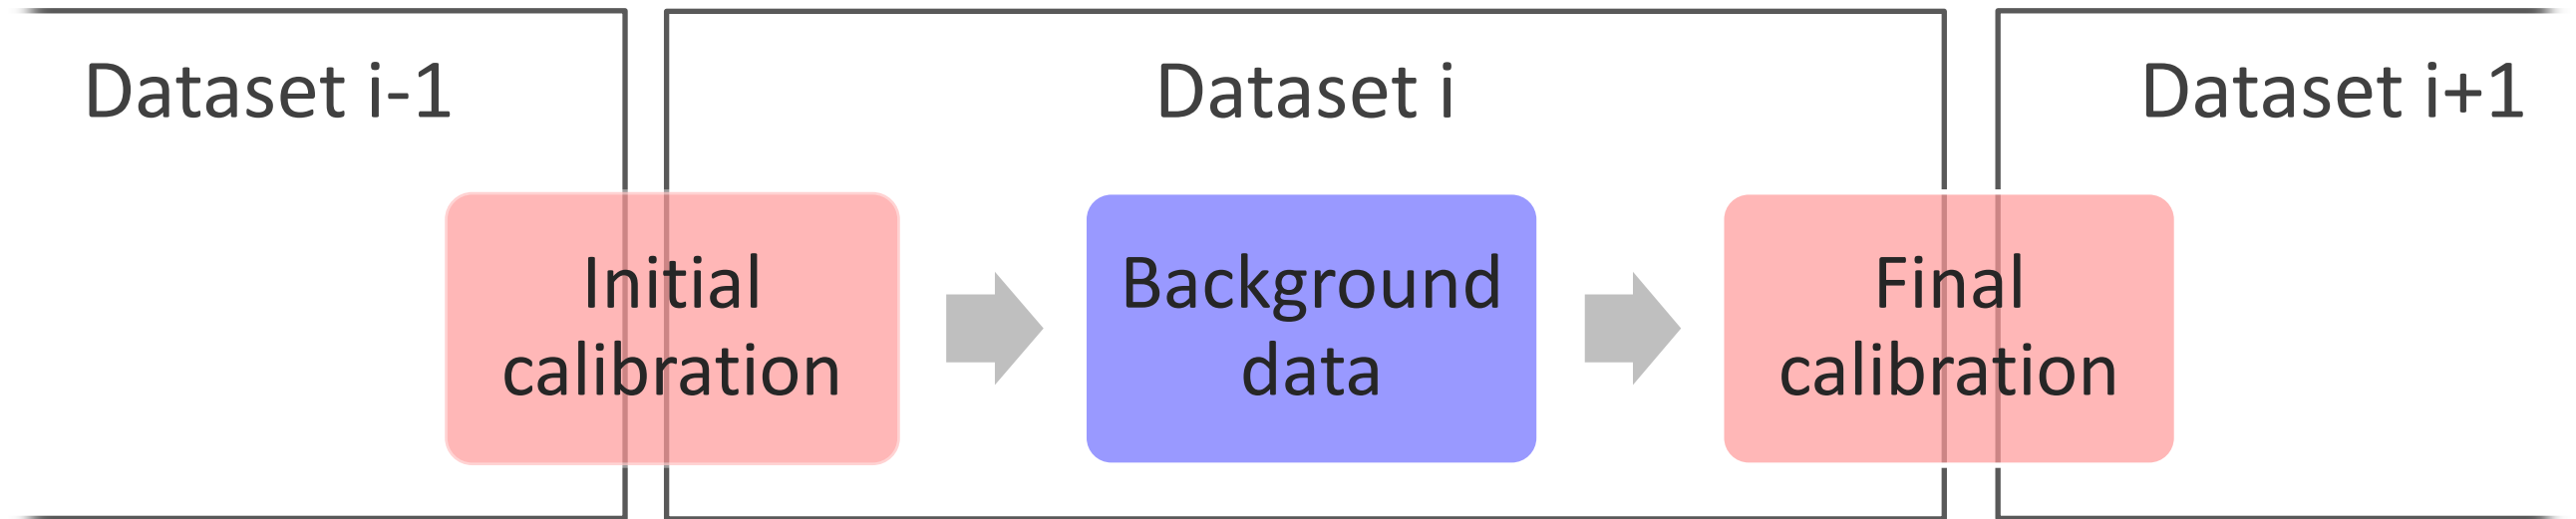 Dataset i-1
Dataset i
Dataset i+1
Initial
calibration
Background
data
Final
calibration